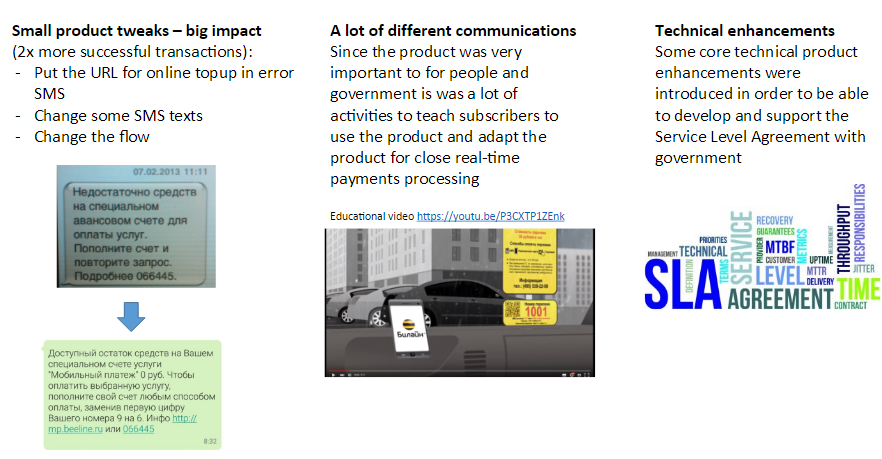 Small product tweaks – big impact
(2x more successful transactions):
- Put the URL for online topup in error
SMS
- Change some SMS texts
- Change the flow
07.02.2013 11:11
Недостаточно средств
на специальном
авансовом счете для
оплаты услуг.
Пополните счет и
повторите запрос.
Подробнее 066445.
Доступный остаток средств на Вашем
специальном счете услуги
"Мобильный платеж" 0 руб. Чтобы
оплатить выбранную услугу,
пополните свой счет любым способом
оплаты, заменив первую цифру
Вашего номера 9 на 6. Инфо http://
mp.beeline.ru или 066445
8:32
A lot of different communications
Since the product was very
important to for people and
government is was a lot of
activities to teach subscribers to
use the product and adapt the
product for close real-time
payments processing
Educational video https://youtu.be/P3CXTP1ZEnk
1001
Билайн
Technical enhancements
Some core technical product
enhancements were
introduced in order to be able
to develop and support the
Service Level Agreement with
government
MANAGEMENT
TECHNICAL
PRIORITIES
SLA
DEFINITION
TERMS
SERVICE
AGREEMENT
RECOVERY
GUARANTEES
PROVIDER
MTBF
METRICS
CUSTOMER
LEVEL
MTTR
UPTIME
DELIVERY
MEASUREMENT
THROUGHPUT
RESPONSIBILITIES
JITTER
TIME
CONTRACT